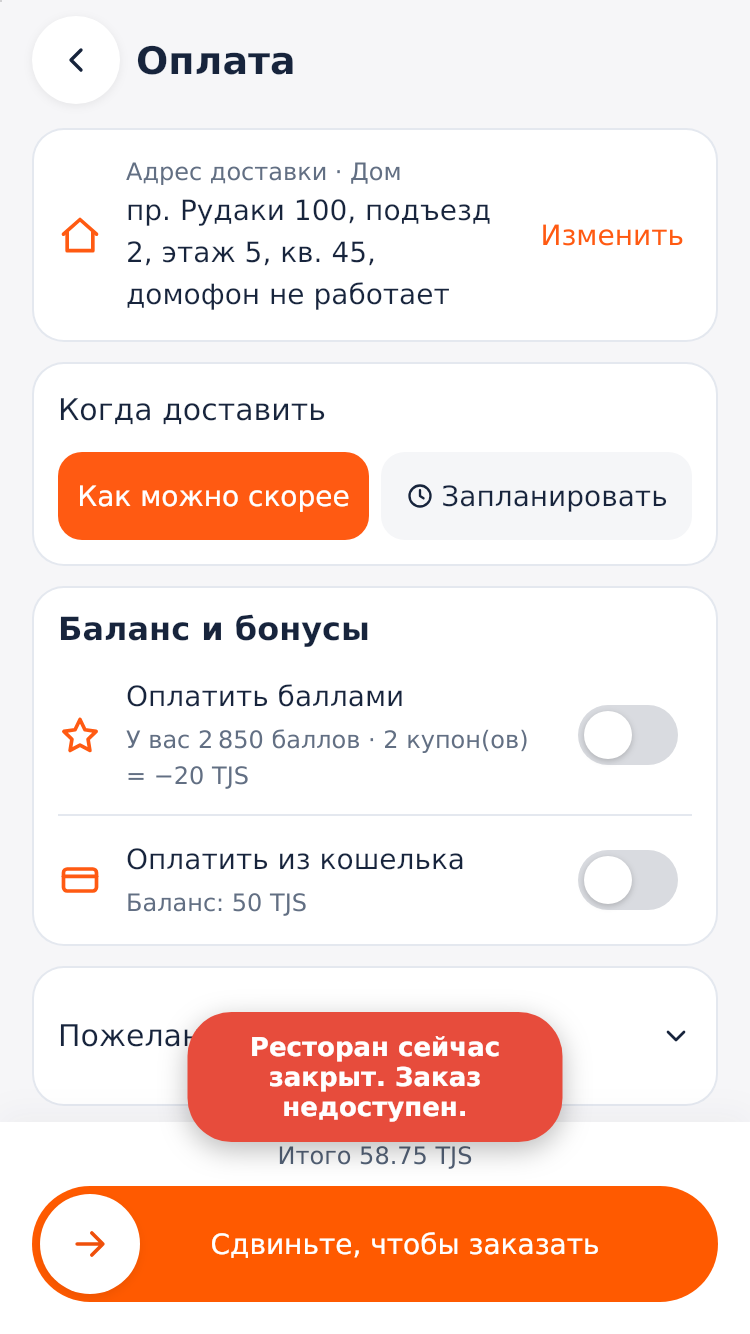 Оплата
Адрес доставки · Дом
пр. Рудаки 100, подъезд
2, этаж 5, кв. 45,
домофон не работает
Изменить
Когда доставить
Как можно скорее
Запланировать
Баланс и бонусы
Оплатить баллами
У вас 2 850 баллов · 2 купон(ов)
= −20 TJS
Оплатить из кошелька
Баланс: 50 TJS
Ресторан сейчас
закрыт. Заказ
недоступен.
Итого 58.75 TJS
Сдвиньте, чтобы заказать